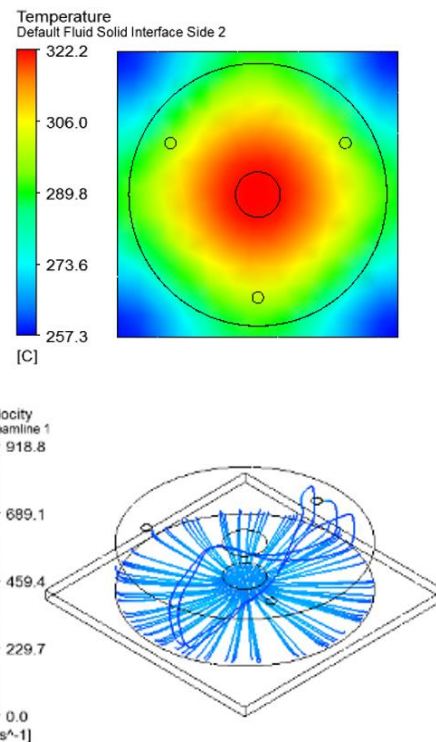 Temperature
Default Fluid Solid Interface Side 2
322.2
306.0
289.8
273.6
257.3
[C]
locity
eamline 1
918.8
689.1
459.4
229.7
0.0
s^-1]